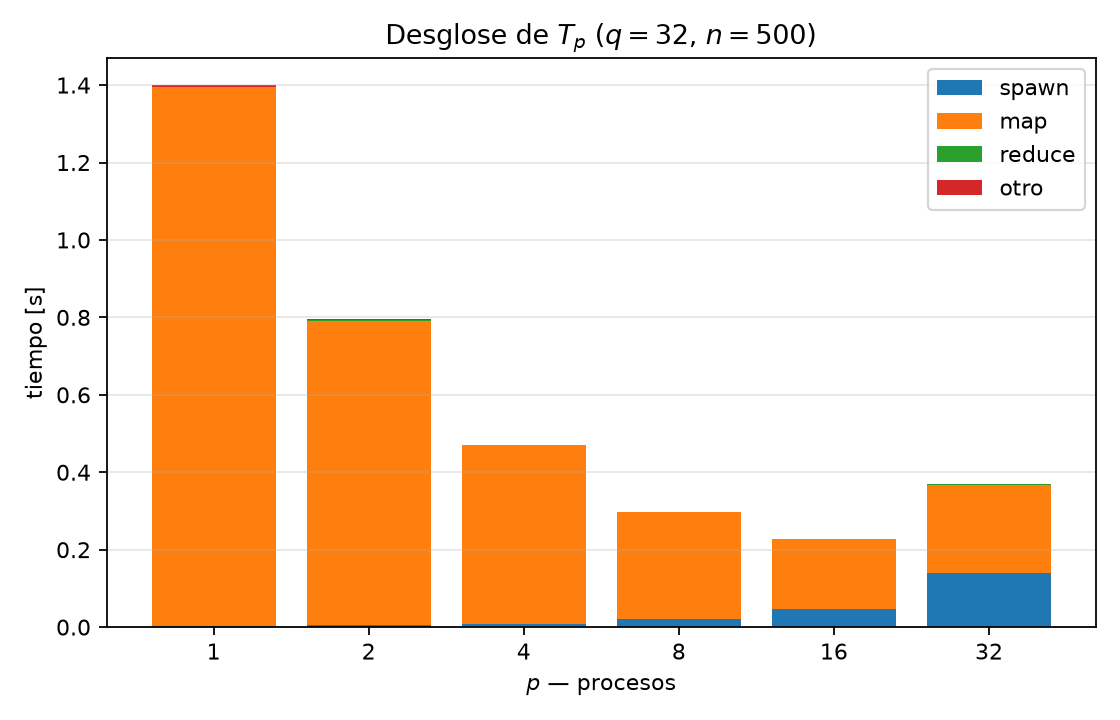 Desglose de $T_p$ ($q = 32$, $n = 500$)
spawn
map
reduce
otro
tiempo [s]
1.4
1.2
1.0
0.8
0.6
0.4
0.2
0.0
1 2 4 8 16 32
p — procesos